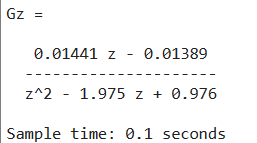 Gz =
0.01441 z - 0.01389
---------------------
z^2 - 1.975 z + 0.976
Sample time: 0.1 seconds